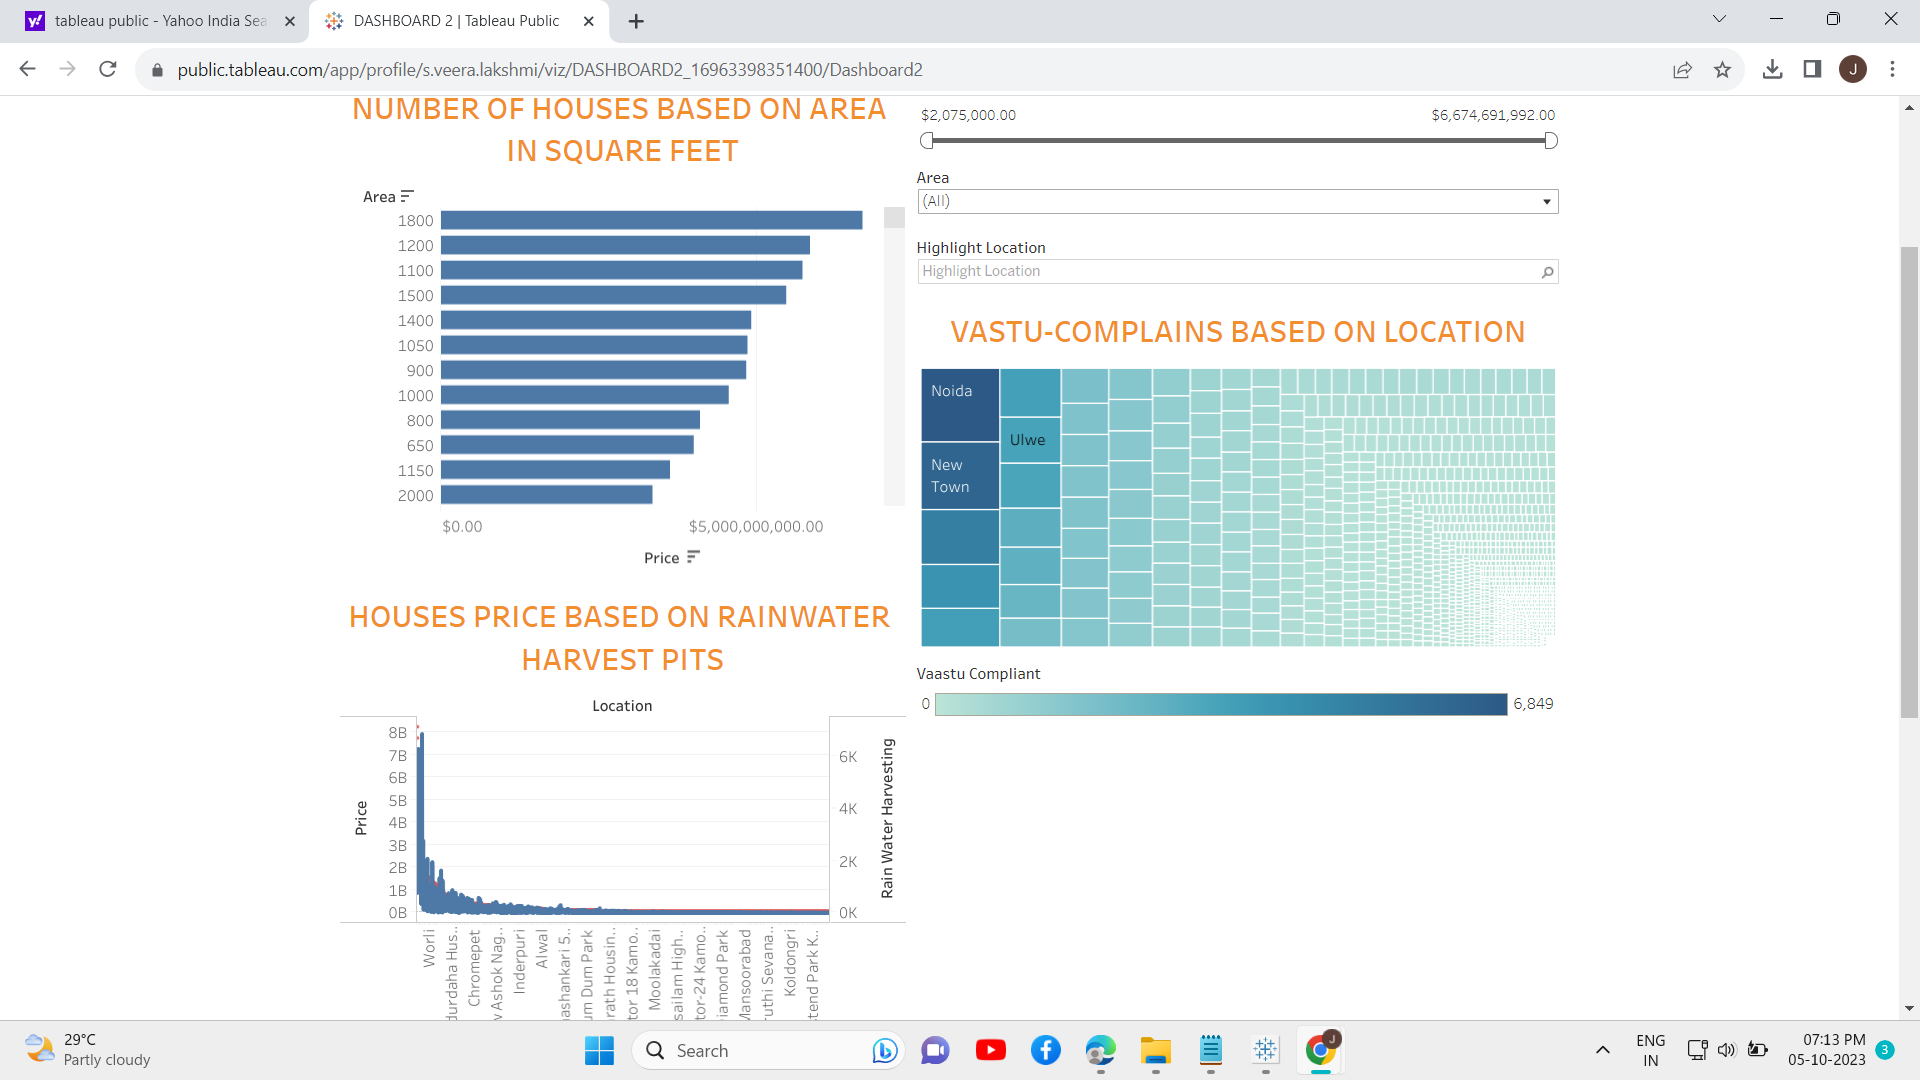 tableau public - Yahoo India Sea
DASHBOARD 2 | Tableau Public
public.tableau.com/app/profile/s.veera.lakshmi/viz/DASHBOARD2_16963398351400/Dashboard2
J
NUMBER OF HOUSES BASED ON AREA
IN SQUARE FEET
Area
1800
1200
1100
1500
1400
1050
900
1000
800
650
1150
2000
$0.00
$5,000,000,000.00
Price
HOUSES PRICE BASED ON RAINWATER
HARVEST PITS
Location
Price
8B
7B
6B
5B
4B
3B
2B
1B
0B
6K
4K
2K
0K
Rain Water Harvesting
Worli
durdaha Hus..
Chromepet
v Ashok Nag..
Inderpuri
Alwal
ashankari 5..
um Dum Park
rath Housin..
tor 18 Kamo..
Moolakadai
sailam High..
tor-24 Kamo..
iamond Park
Mansoorabad
ruthi Sevana..
Koldongri
tend Park K..
$2,075,000.00
$6,674,691,992.00
Area
(All)
Highlight Location
Highlight Location
VASTU-COMPLAINS BASED ON LOCATION
Noida
Ulwe
New
Town
Vaastu Compliant
0
6,849
29°C
Partly cloudy
Search
J
ENG
IN
07:13 PM
05-10-2023
3